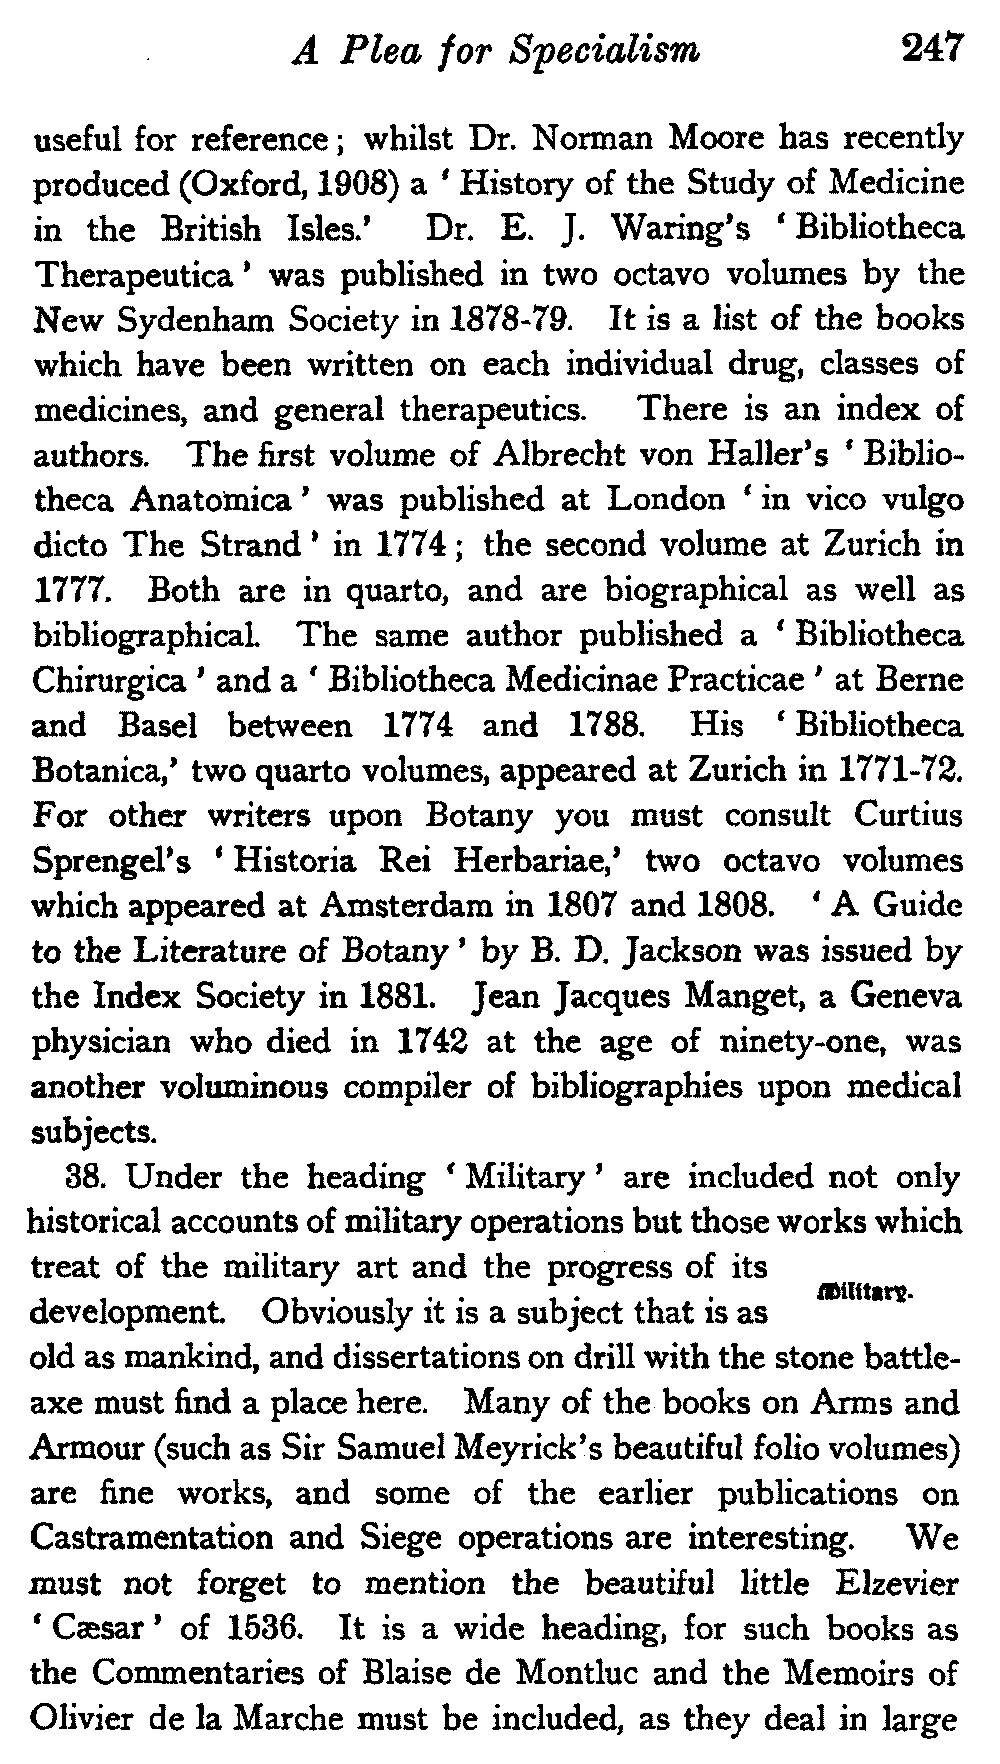 A Plea for Specialism 247
useful for reference; whilst Dr. Norman Moore has recently
produced (Oxford, 1908) a ‘ History of the Study of Medicine
in the British Isles.’ Dr. E. J. Waring’s ‘ Bibliotheca
Therapeutica ’ was published in two octavo volumes by the
New Sydenham Society in 1878-79. It is a list of the books
which have been written on each individual drug, classes of
medicines, and general therapeutics. There is an index of
authors. The first volume of Albrecht von Haller’s ‘ Biblio-
theca Anatomica ’ was published at London ‘ in vico vulgo
dicto The Strand ’ in 1774; the second volume at Zurich in
1777. Both are in quarto, and are biographical as well as
bibliographical. The same author published a ‘ Bibliotheca
Chirurgica ’ and a ‘ Bibliotheca Medicinae Practicae ’ at Berne
and Basel between 1774 and 1788. His ‘ Bibliotheca
Botanica,’ two quarto volumes, appeared at Zurich in 1771-72.
For other writers upon Botany you must consult Curtius
Sprengel’s ‘ Historia Rei Herbariae,’ two octavo volumes
which appeared at Amsterdam in 1807 and 1808. ‘ A Guide
to the Literature of Botany ’ by B. D. Jackson was issued by
the Index Society in 1881. Jean Jacques Manget, a Geneva
physician who died in 1742 at the age of ninety-one, was
another voluminous compiler of bibliographies upon medical
subjects.
38. Under the heading ‘ Military ’ are included not only
historical accounts of military operations but those works which
treat of the military art and the progress of its
Military.
development. Obviously it is a subject that is as
old as mankind, and dissertations on drill with the stone battle-
axe must find a place here. Many of the books on Arms and
Armour (such as Sir Samuel Meyrick’s beautiful folio volumes)
are fine works, and some of the earlier publications on
Castramentation and Siege operations are interesting. We
must not forget to mention the beautiful little Elzevier
‘ Cæsar ’ of 1536. It is a wide heading, for such books as
the Commentaries of Blaise de Montluc and the Memoirs of
Olivier de la Marche must be included, as they deal in large